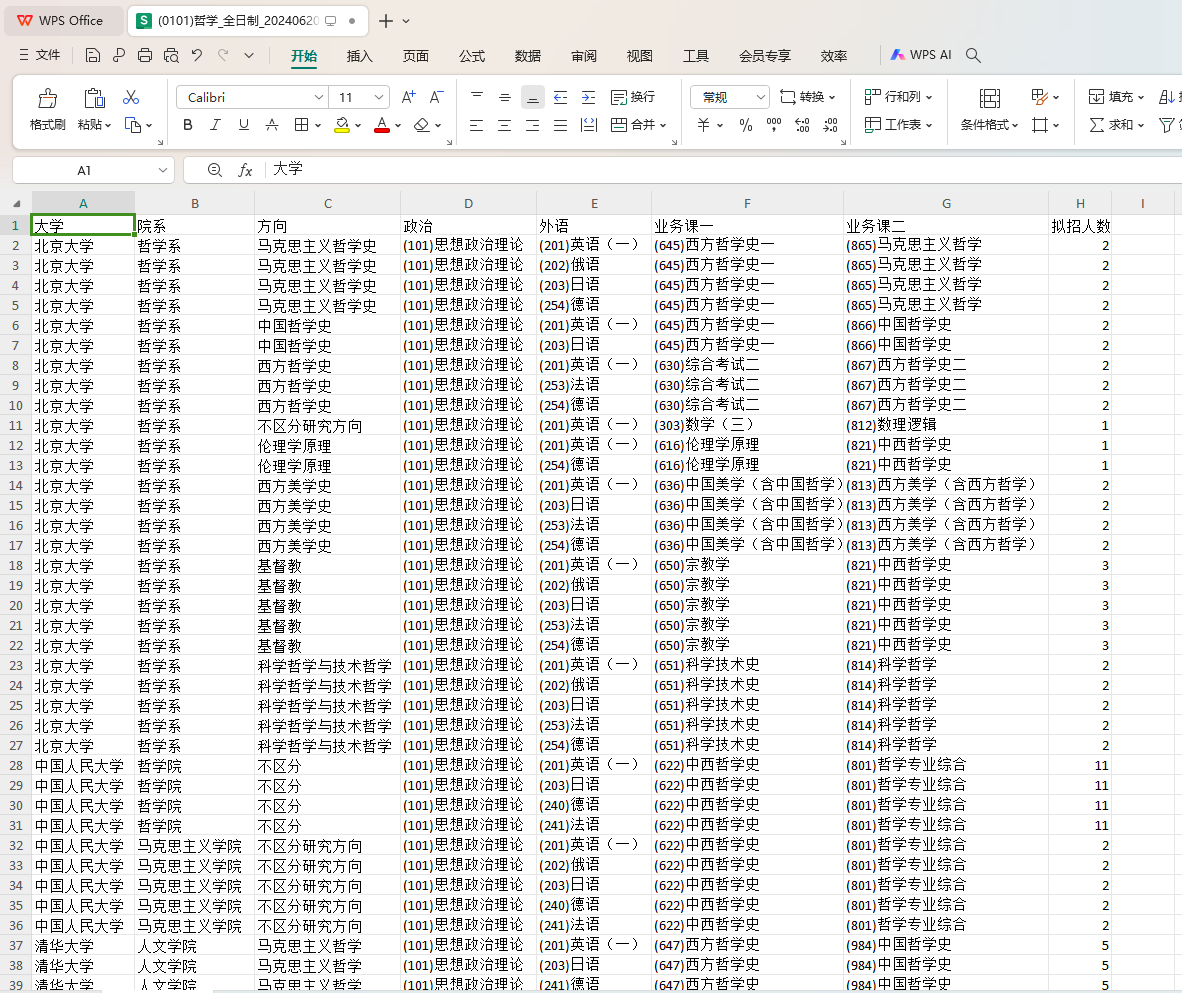 WPS Office (0101)哲学_全日制_20240620
文件 开始 插入 页面 公式 数据 审阅 视图 工具 会员专享 效率 WPS AI
Calibri 11 换行 常规 转换 行和列 填充
格式刷 粘贴 合并 工作表 条件格式 求和
A1 fx 大学
A B C D E F G H I
1 大学 院系 方向 政治 外语 业务课一 业务课二 拟招人数
2 北京大学 哲学系 马克思主义哲学史 (101)思想政治理论 (201)英语（一） (645)西方哲学史一 (865)马克思主义哲学 2
3 北京大学 哲学系 马克思主义哲学史 (101)思想政治理论 (202)俄语 (645)西方哲学史一 (865)马克思主义哲学 2
4 北京大学 哲学系 马克思主义哲学史 (101)思想政治理论 (203)日语 (645)西方哲学史一 (865)马克思主义哲学 2
5 北京大学 哲学系 马克思主义哲学史 (101)思想政治理论 (254)德语 (645)西方哲学史一 (865)马克思主义哲学 2
6 北京大学 哲学系 中国哲学史 (101)思想政治理论 (201)英语（一） (645)西方哲学史一 (866)中国哲学史 2
7 北京大学 哲学系 中国哲学史 (101)思想政治理论 (203)日语 (645)西方哲学史一 (866)中国哲学史 2
8 北京大学 哲学系 西方哲学史 (101)思想政治理论 (201)英语（一） (630)综合考试二 (867)西方哲学史二 2
9 北京大学 哲学系 西方哲学史 (101)思想政治理论 (253)法语 (630)综合考试二 (867)西方哲学史二 2
10 北京大学 哲学系 西方哲学史 (101)思想政治理论 (254)德语 (630)综合考试二 (867)西方哲学史二 2
11 北京大学 哲学系 不区分研究方向 (101)思想政治理论 (201)英语（一） (303)数学（三） (812)数理逻辑 1
12 北京大学 哲学系 伦理学原理 (101)思想政治理论 (201)英语（一） (616)伦理学原理 (821)中西哲学史 1
13 北京大学 哲学系 伦理学原理 (101)思想政治理论 (254)德语 (616)伦理学原理 (821)中西哲学史 1
14 北京大学 哲学系 西方美学史 (101)思想政治理论 (201)英语（一） (636)中国美学（含中国哲学） (813)西方美学（含西方哲学） 2
15 北京大学 哲学系 西方美学史 (101)思想政治理论 (203)日语 (636)中国美学（含中国哲学） (813)西方美学（含西方哲学） 2
16 北京大学 哲学系 西方美学史 (101)思想政治理论 (253)法语 (636)中国美学（含中国哲学） (813)西方美学（含西方哲学） 2
17 北京大学 哲学系 西方美学史 (101)思想政治理论 (254)德语 (636)中国美学（含中国哲学） (813)西方美学（含西方哲学） 2
18 北京大学 哲学系 基督教 (101)思想政治理论 (201)英语（一） (650)宗教学 (821)中西哲学史 3
19 北京大学 哲学系 基督教 (101)思想政治理论 (202)俄语 (650)宗教学 (821)中西哲学史 3
20 北京大学 哲学系 基督教 (101)思想政治理论 (203)日语 (650)宗教学 (821)中西哲学史 3
21 北京大学 哲学系 基督教 (101)思想政治理论 (253)法语 (650)宗教学 (821)中西哲学史 3
22 北京大学 哲学系 基督教 (101)思想政治理论 (254)德语 (650)宗教学 (821)中西哲学史 3
23 北京大学 哲学系 科学哲学与技术哲学 (101)思想政治理论 (201)英语（一） (651)科学技术史 (814)科学哲学 2
24 北京大学 哲学系 科学哲学与技术哲学 (101)思想政治理论 (202)俄语 (651)科学技术史 (814)科学哲学 2
25 北京大学 哲学系 科学哲学与技术哲学 (101)思想政治理论 (203)日语 (651)科学技术史 (814)科学哲学 2
26 北京大学 哲学系 科学哲学与技术哲学 (101)思想政治理论 (253)法语 (651)科学技术史 (814)科学哲学 2
27 北京大学 哲学系 科学哲学与技术哲学 (101)思想政治理论 (254)德语 (651)科学技术史 (814)科学哲学 2
28 中国人民大学 哲学院 不区分 (101)思想政治理论 (201)英语（一） (622)中西哲学史 (801)哲学专业综合 11
29 中国人民大学 哲学院 不区分 (101)思想政治理论 (203)日语 (622)中西哲学史 (801)哲学专业综合 11
30 中国人民大学 哲学院 不区分 (101)思想政治理论 (240)德语 (622)中西哲学史 (801)哲学专业综合 11
31 中国人民大学 哲学院 不区分 (101)思想政治理论 (241)法语 (622)中西哲学史 (801)哲学专业综合 11
32 中国人民大学 马克思主义学院 不区分研究方向 (101)思想政治理论 (201)英语（一） (622)中西哲学史 (801)哲学专业综合 2
33 中国人民大学 马克思主义学院 不区分研究方向 (101)思想政治理论 (202)俄语 (622)中西哲学史 (801)哲学专业综合 2
34 中国人民大学 马克思主义学院 不区分研究方向 (101)思想政治理论 (203)日语 (622)中西哲学史 (801)哲学专业综合 2
35 中国人民大学 马克思主义学院 不区分研究方向 (101)思想政治理论 (240)德语 (622)中西哲学史 (801)哲学专业综合 2
36 中国人民大学 马克思主义学院 不区分研究方向 (101)思想政治理论 (241)法语 (622)中西哲学史 (801)哲学专业综合 2
37 清华大学 人文学院 马克思主义哲学 (101)思想政治理论 (201)英语（一） (647)西方哲学史 (984)中国哲学史 5
38 清华大学 人文学院 马克思主义哲学 (101)思想政治理论 (203)日语 (647)西方哲学史 (984)中国哲学史 5
39 清华大学 人文学院 马克思主义哲学 (101)思想政治理论 (241)德语 (647)西方哲学史 (984)中国哲学史 5